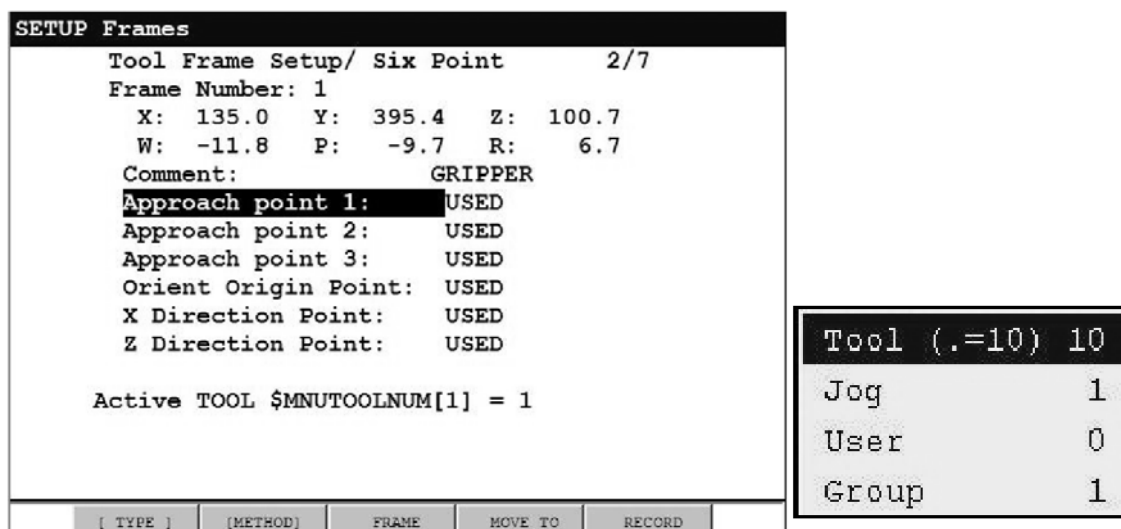 SETUP Frames
Tool Frame Setup/ Six Point 2/7
Frame Number: 1
X: 135.0 Y: 395.4 Z: 100.7
W: -11.8 P: -9.7 R: 6.7
Comment: GRIPPER
Approach point 1: USED
Approach point 2: USED
Approach point 3: USED
Orient Origin Point: USED
X Direction Point: USED
Z Direction Point: USED
Active TOOL $MNUTOOLNUM[1] = 1
[ TYPE ] [METHOD] FRAME MOVE TO RECORD
Tool (.=10) 10
Jog 1
User 0
Group 1